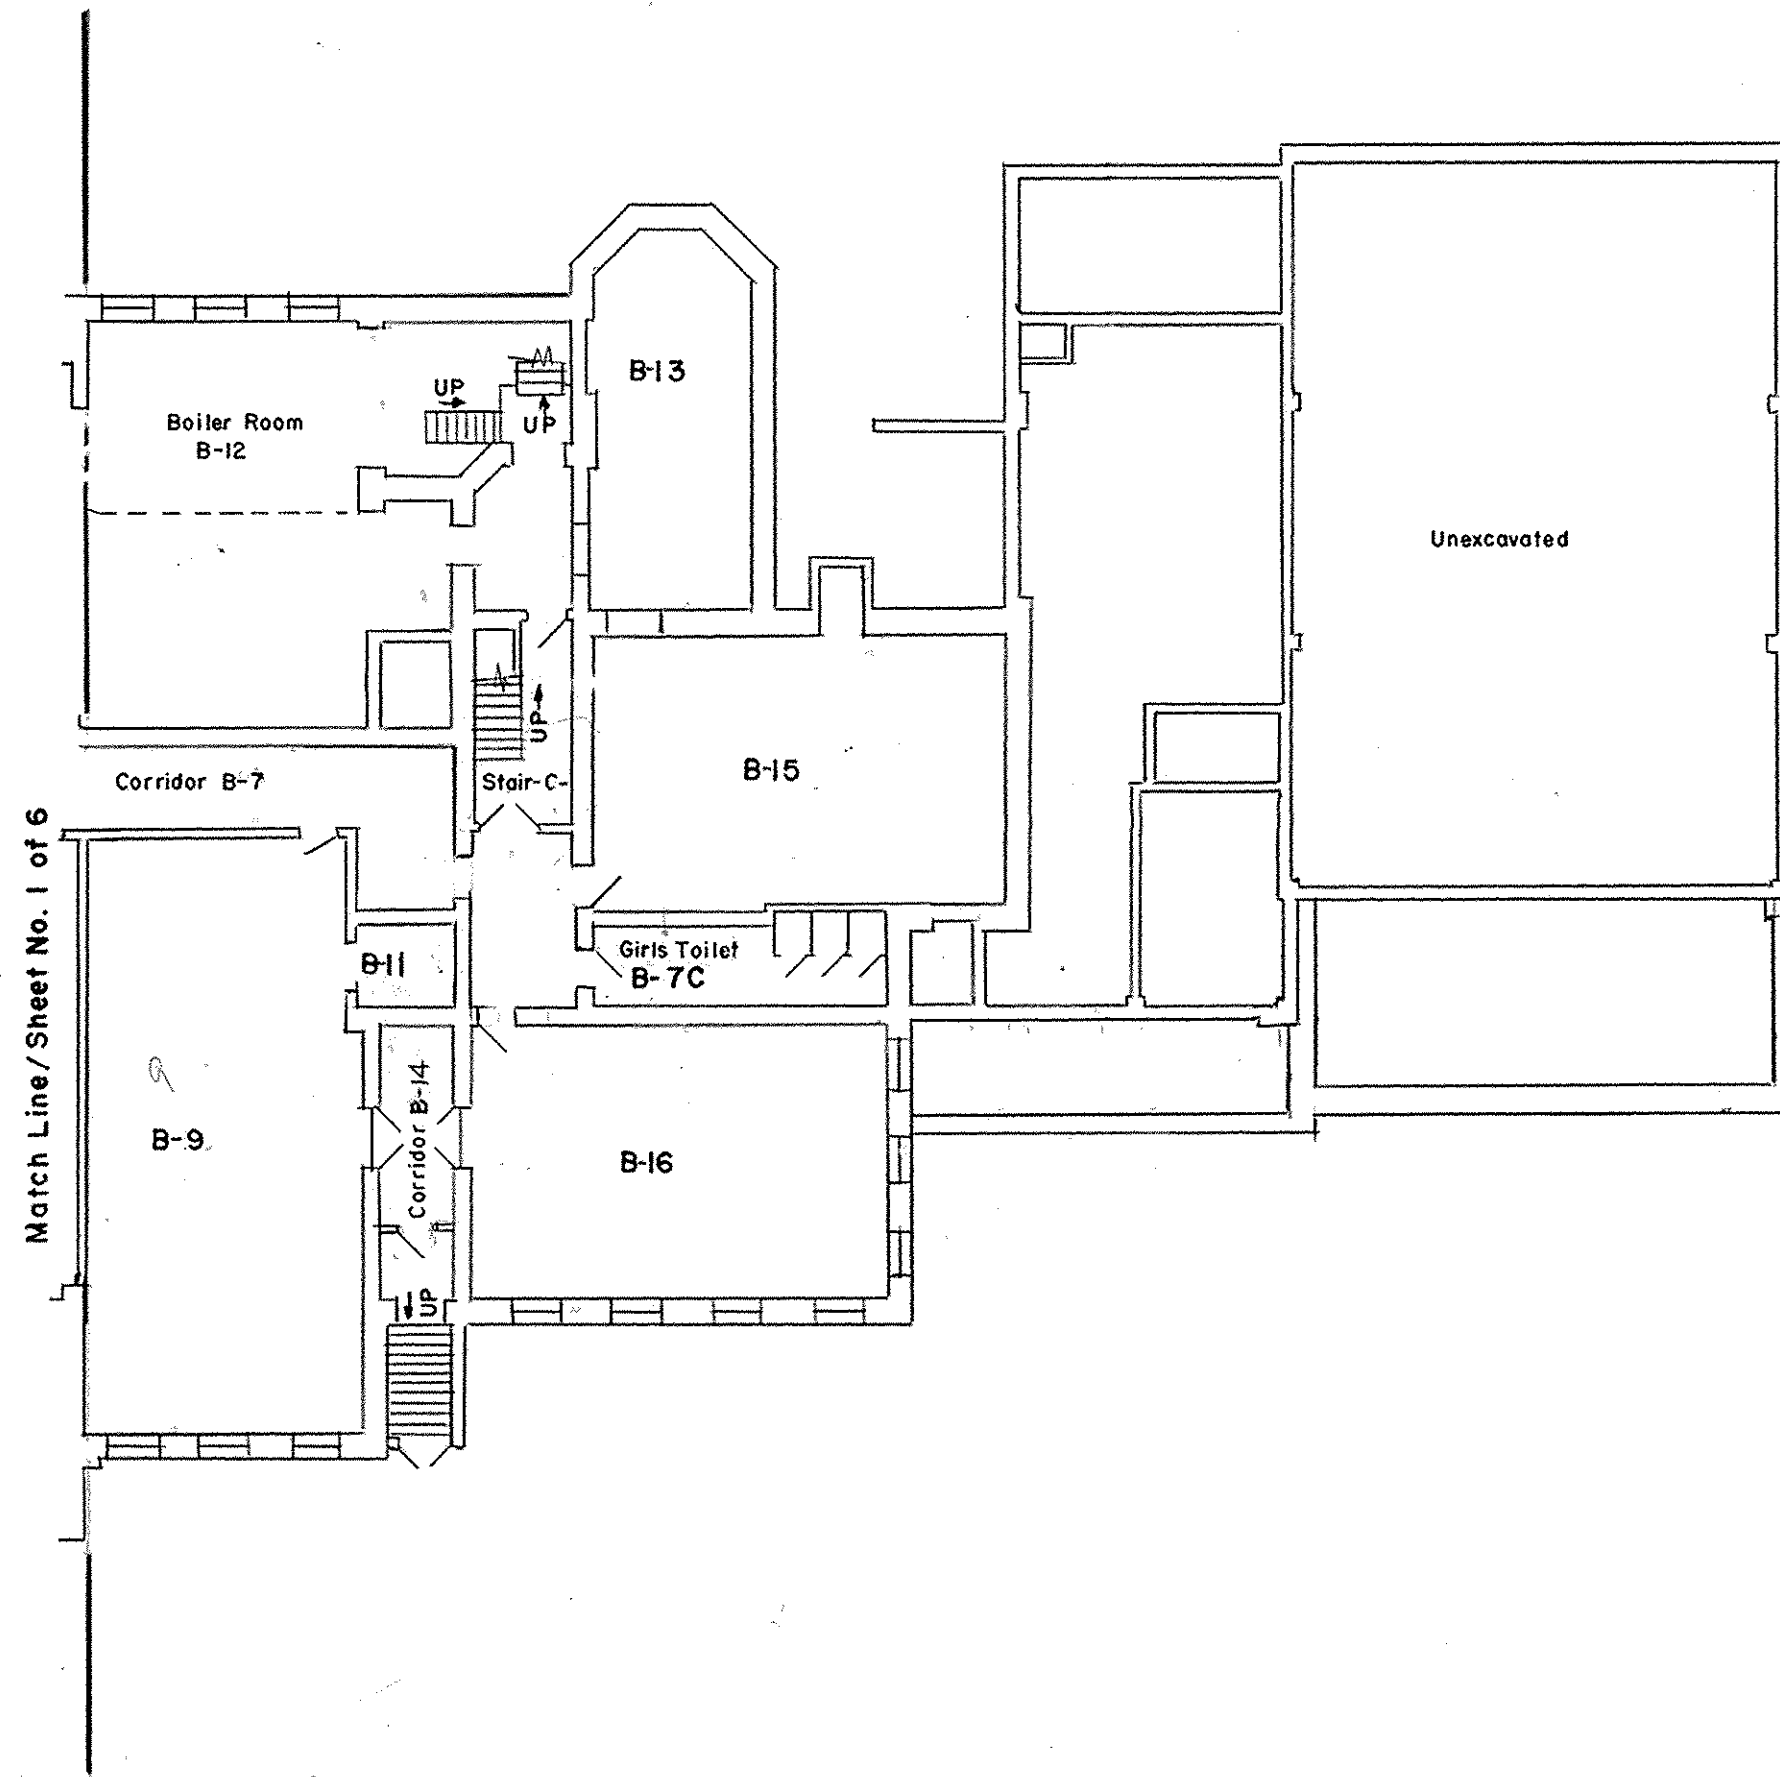 B-13
UP
UP
Boiler Room
B-12
Unexcavated
UP
B-15
Corridor B-7
Stair-C-
Match Line/Sheet No. 1 of 6
Girls Toilet
B-7C
B-11
Corridor B-14
B-9
B-16
UP